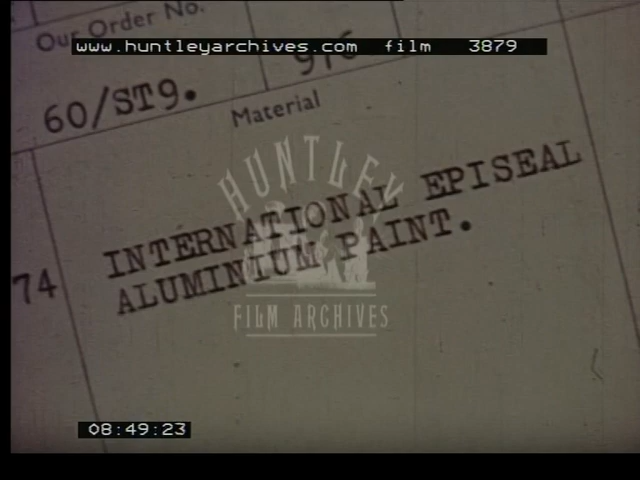 Our Order No.
www.huntleyarchives.com film 3879
60/ST9.
Material
HUNTLEY
INTERNATIONAL EPISEAL
74
ALUMINIUM PAINT.
FILM ARCHIVES
08:49:23